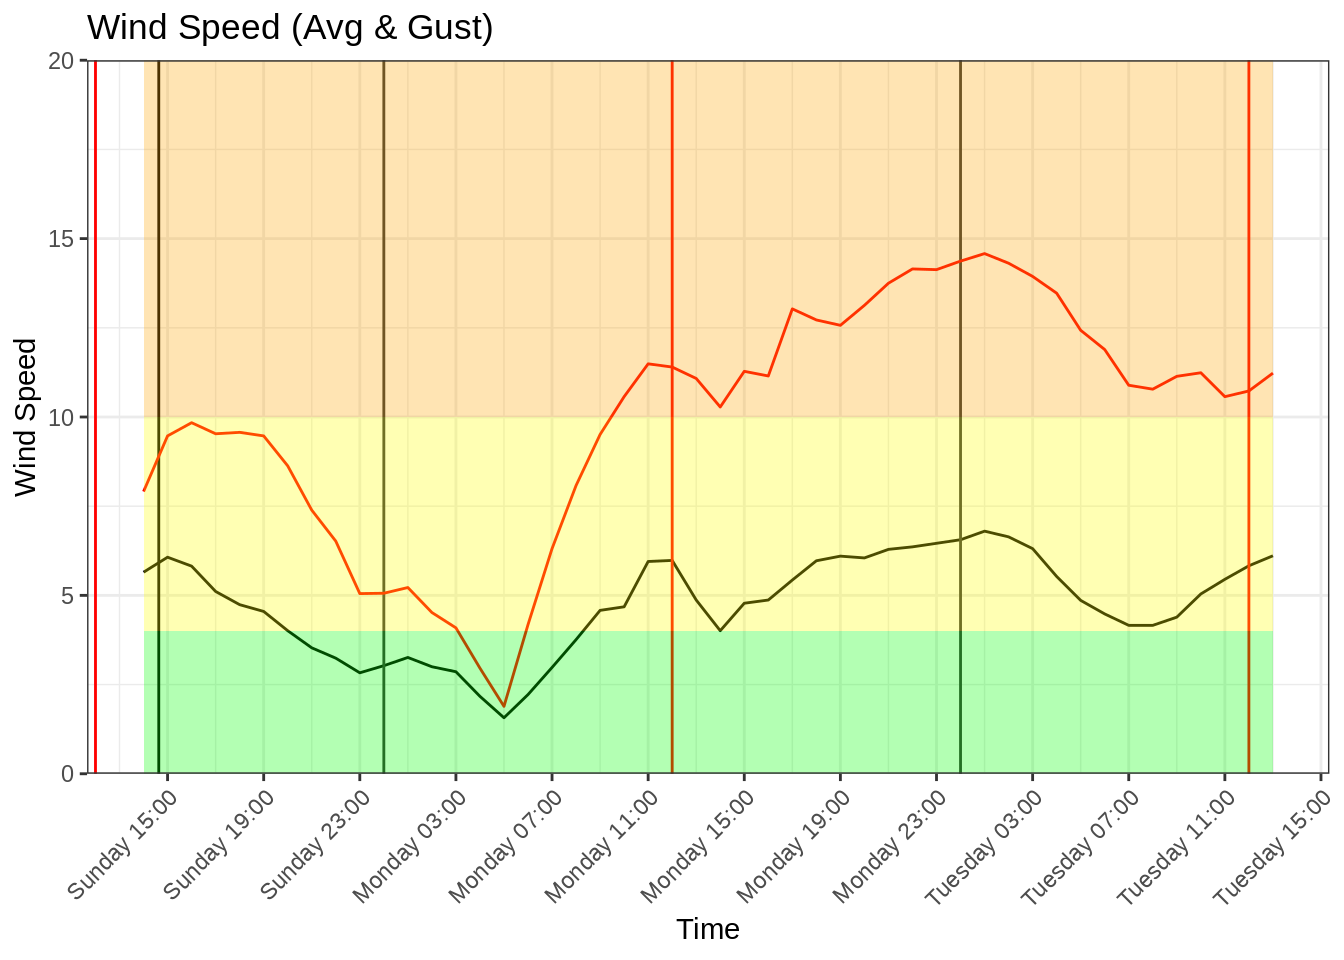 Wind Speed (Avg & Gust)
20
15
10
5
0
Wind Speed
Sunday 15:00
Sunday 19:00
Sunday 23:00
Monday 03:00
Monday 07:00
Monday 11:00
Monday 15:00
Monday 19:00
Monday 23:00
Tuesday 03:00
Tuesday 07:00
Tuesday 11:00
Tuesday 15:00
Time